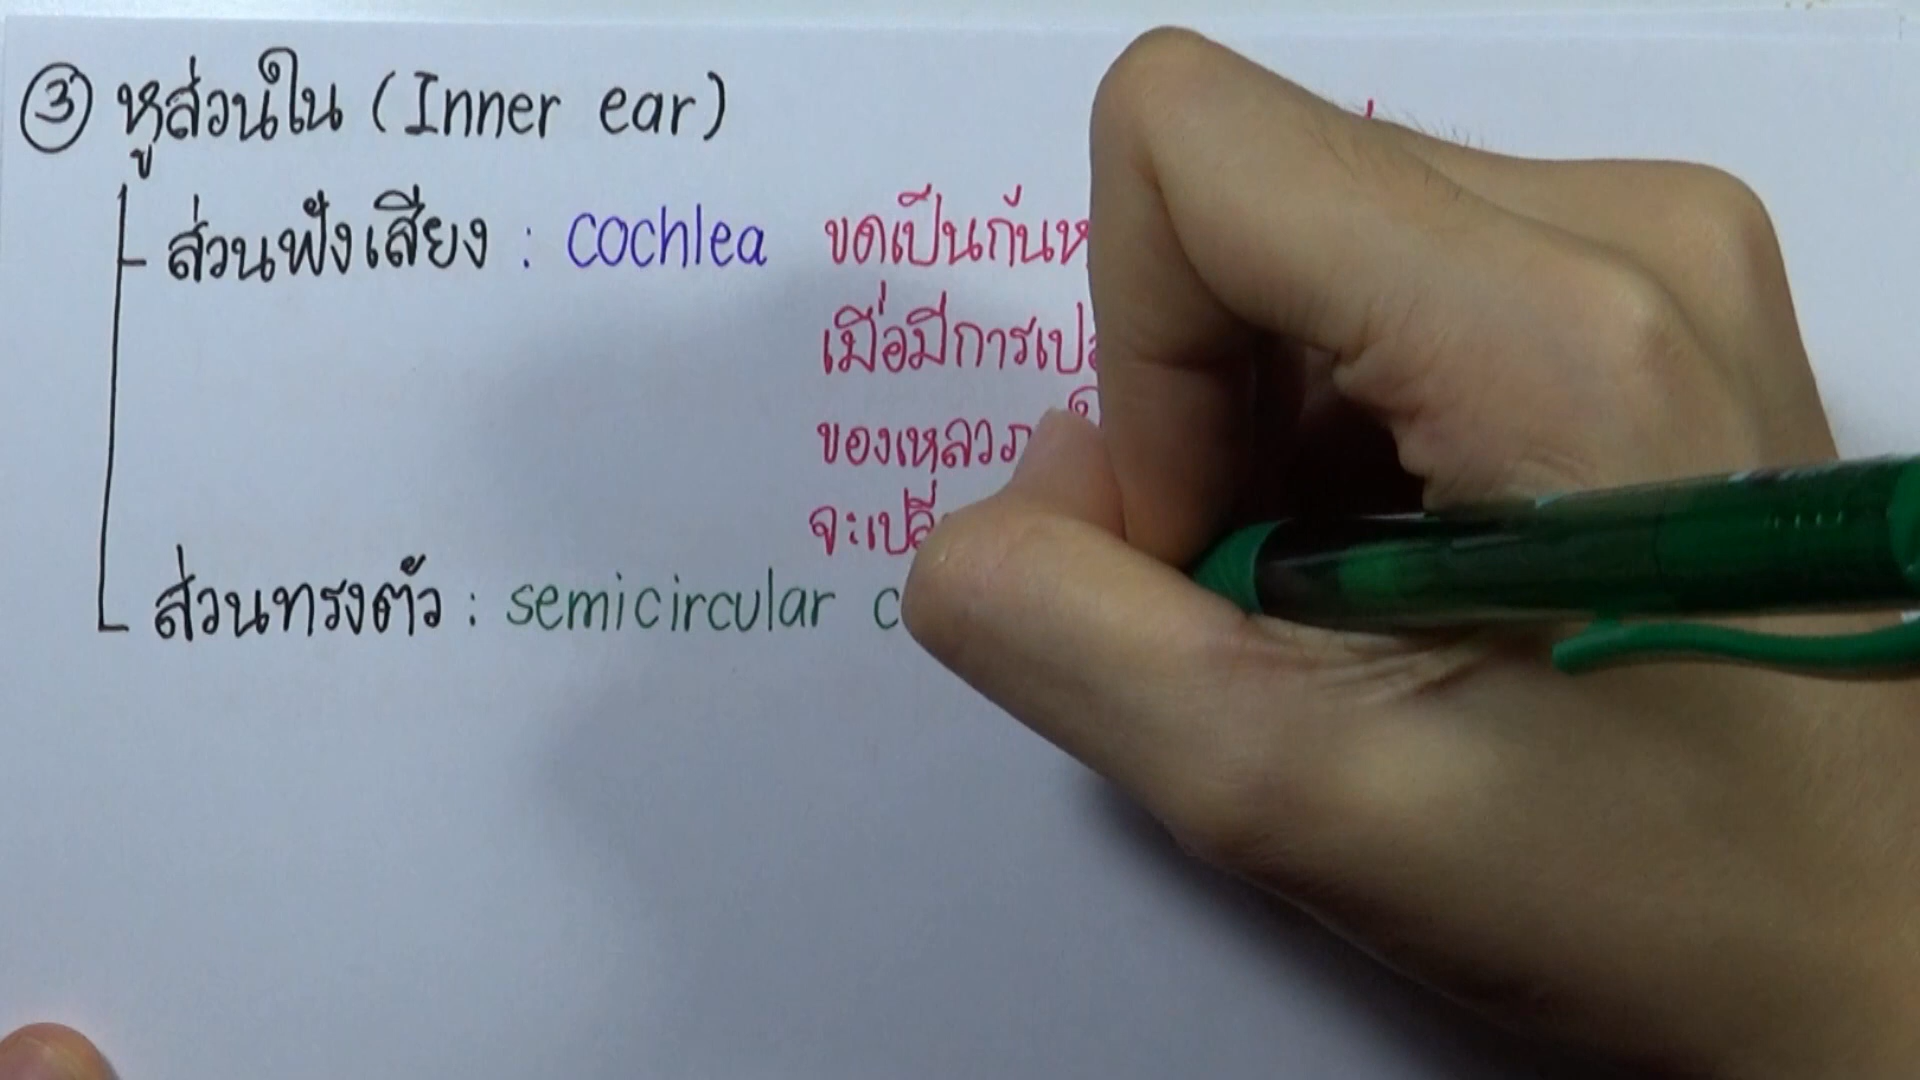 ③ หูส่วนใน (Inner ear)
ส่วนฟังเสียง : cochlea ขดเป็นก้นห
เมื่อมีการเป
ของเหลวภ
จะเปลี่
ส่วนทรงตัว : semicircular c